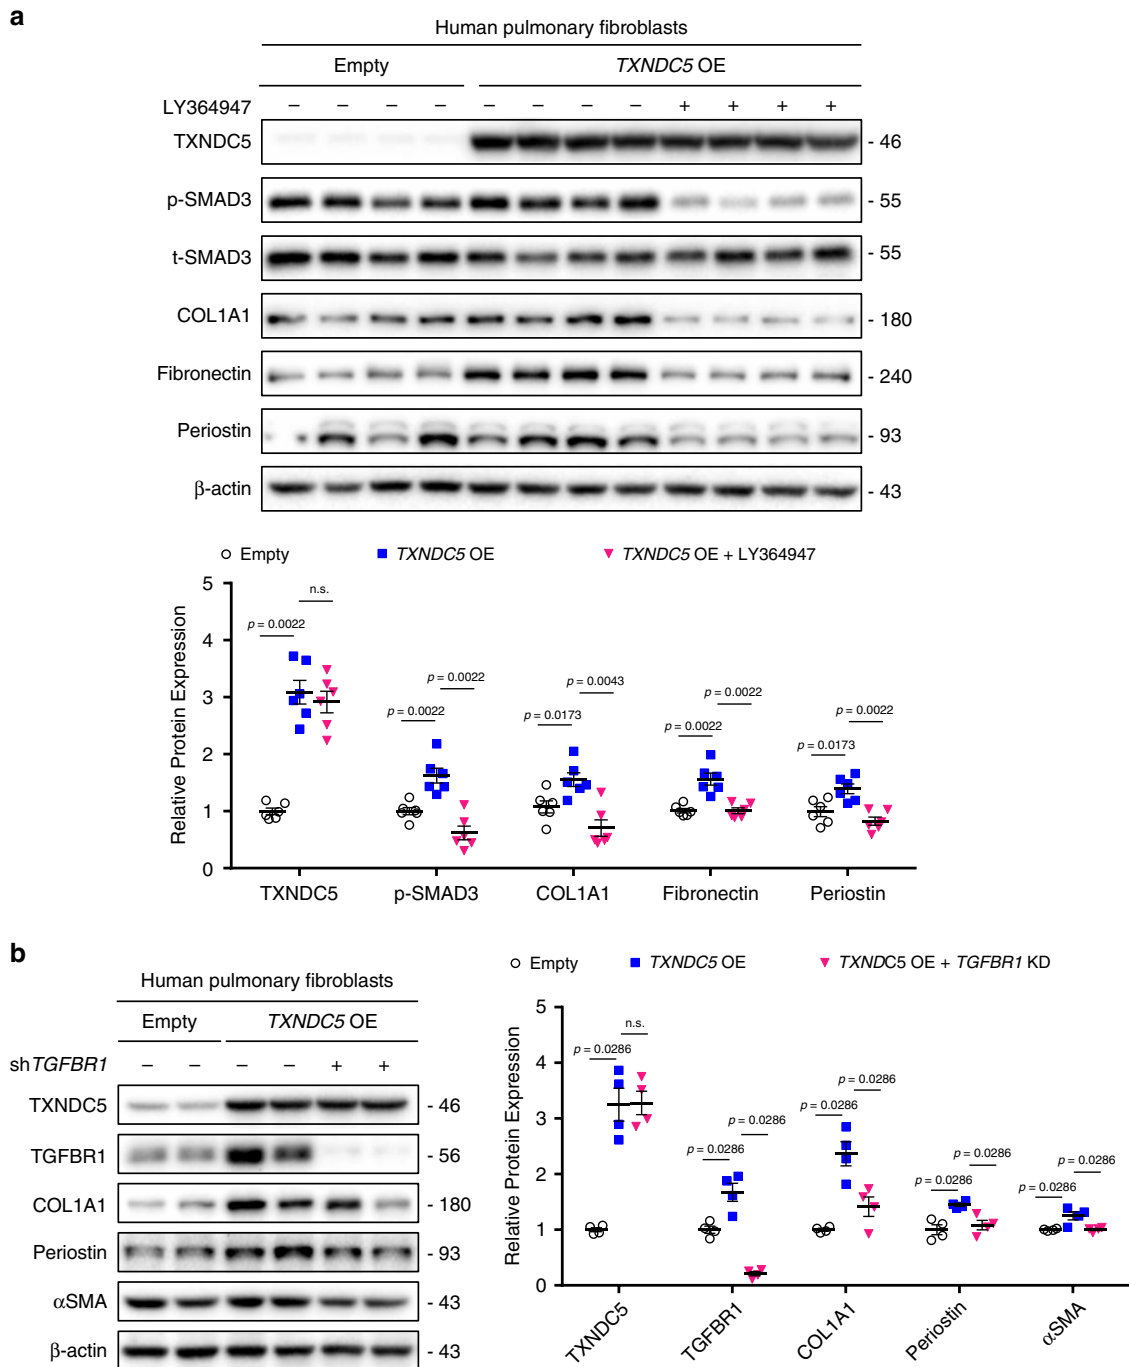 a
Human pulmonary fibroblasts
Empty TXNDC5 OE
LY364947 – – – – – – – – + + + +
TXNDC5 - 46
p-SMAD3 - 55
t-SMAD3 - 55
COL1A1 - 180
Fibronectin - 240
Periostin - 93
β-actin - 43
Empty TXNDC5 OE TXNDC5 OE + LY364947
Relative Protein Expression
5
4
3
2
1
0
p = 0.0022 n.s.
p = 0.0022 p = 0.0022
p = 0.0173 p = 0.0043
p = 0.0022 p = 0.0022
p = 0.0173 p = 0.0022
TXNDC5 p-SMAD3 COL1A1 Fibronectin Periostin
b
Human pulmonary fibroblasts
Empty TXNDC5 OE
shTGFBR1 – – – – + +
TXNDC5 - 46
TGFBR1 - 56
COL1A1 - 180
Periostin - 93
αSMA - 43
β-actin - 43
Empty TXNDC5 OE TXNDC5 OE + TGFBR1 KD
Relative Protein Expression
5
4
3
2
1
0
p = 0.0286 n.s.
p = 0.0286 p = 0.0286
p = 0.0286 p = 0.0286
p = 0.0286 p = 0.0286
p = 0.0286 p = 0.0286
TXNDC5 TGFBR1 COL1A1 Periostin αSMA